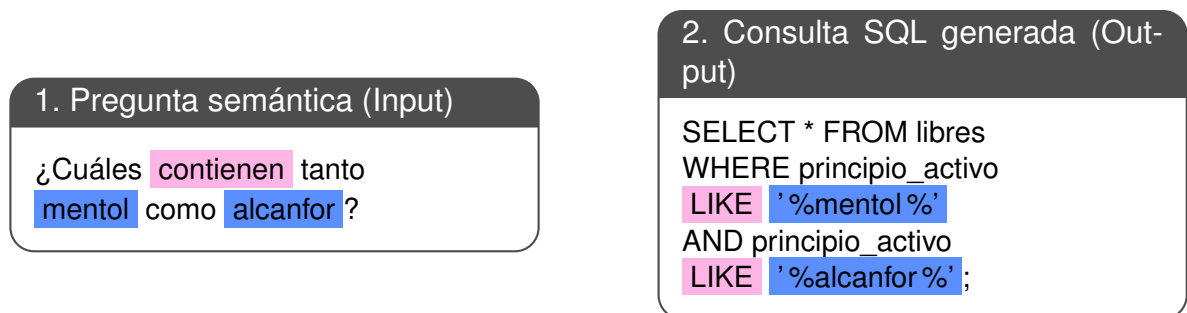 1. Pregunta semántica (Input)
¿Cuáles contienen tanto
mentol como alcanfor ?
2. Consulta SQL generada (Out-
put)
SELECT * FROM libres
WHERE principio_activo
LIKE ’ %mentol %’
AND principio_activo
LIKE ’ %alcanfor %’ ;